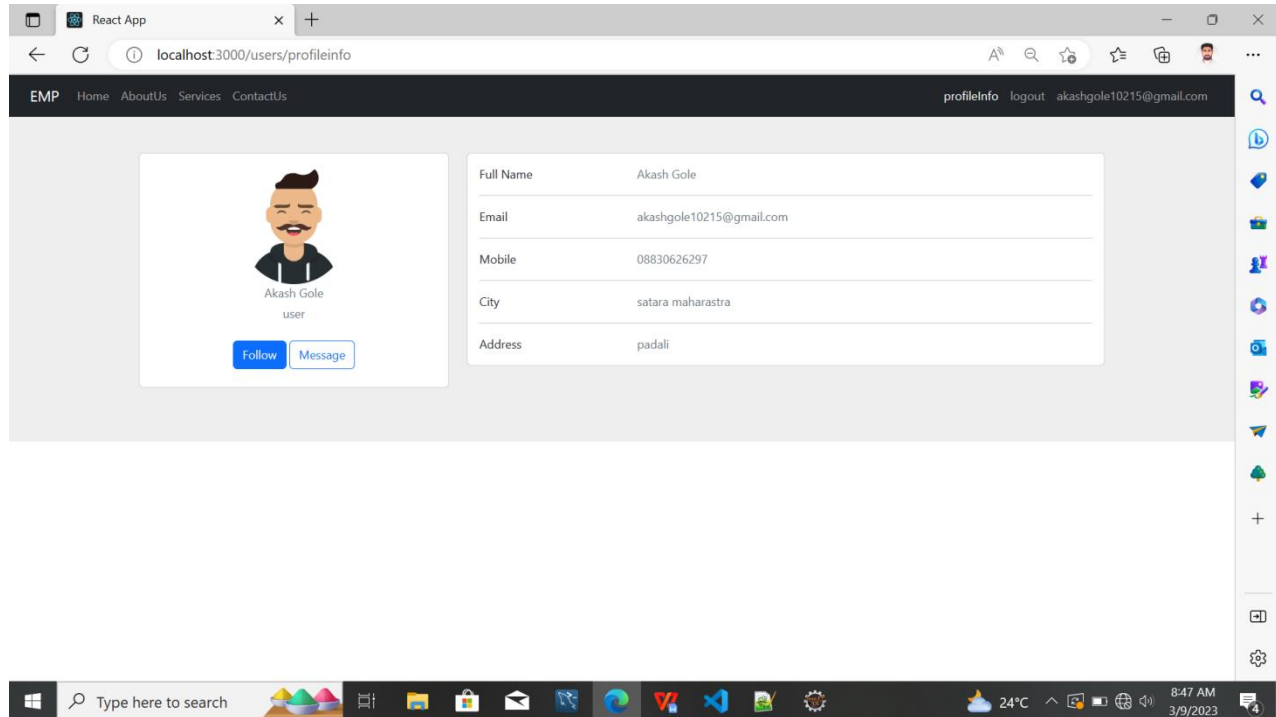 React App
localhost:3000/users/profileinfo
EMP Home AboutUs Services ContactUs profileInfo logout akashgole10215@gmail.com
Akash Gole
user
Follow Message
Full Name Akash Gole
Email akashgole10215@gmail.com
Mobile 08830626297
City satara maharastra
Address padali
Type here to search
24°C
8:47 AM
3/9/2023
4